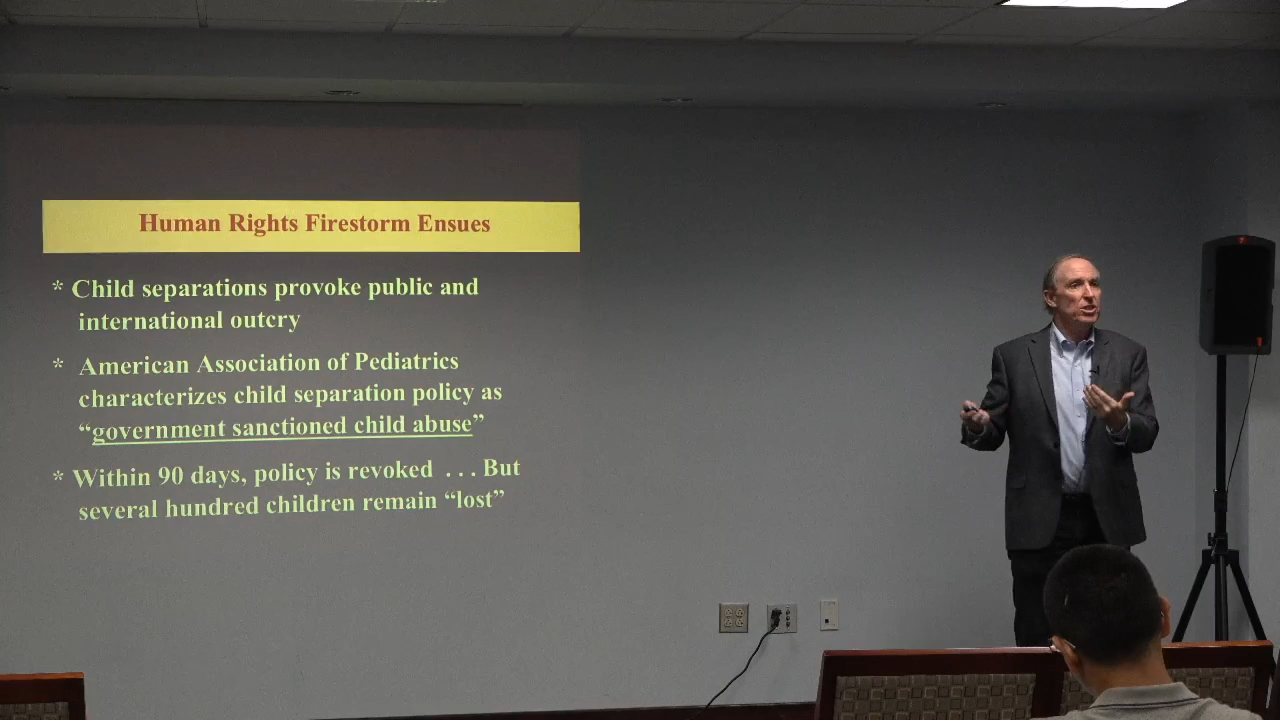 Human Rights Firestorm Ensues
* Child separations provoke public and
international outcry
* American Association of Pediatrics
characterizes child separation policy as
“government sanctioned child abuse”
* Within 90 days, policy is revoked . . . But
several hundred children remain “lost”